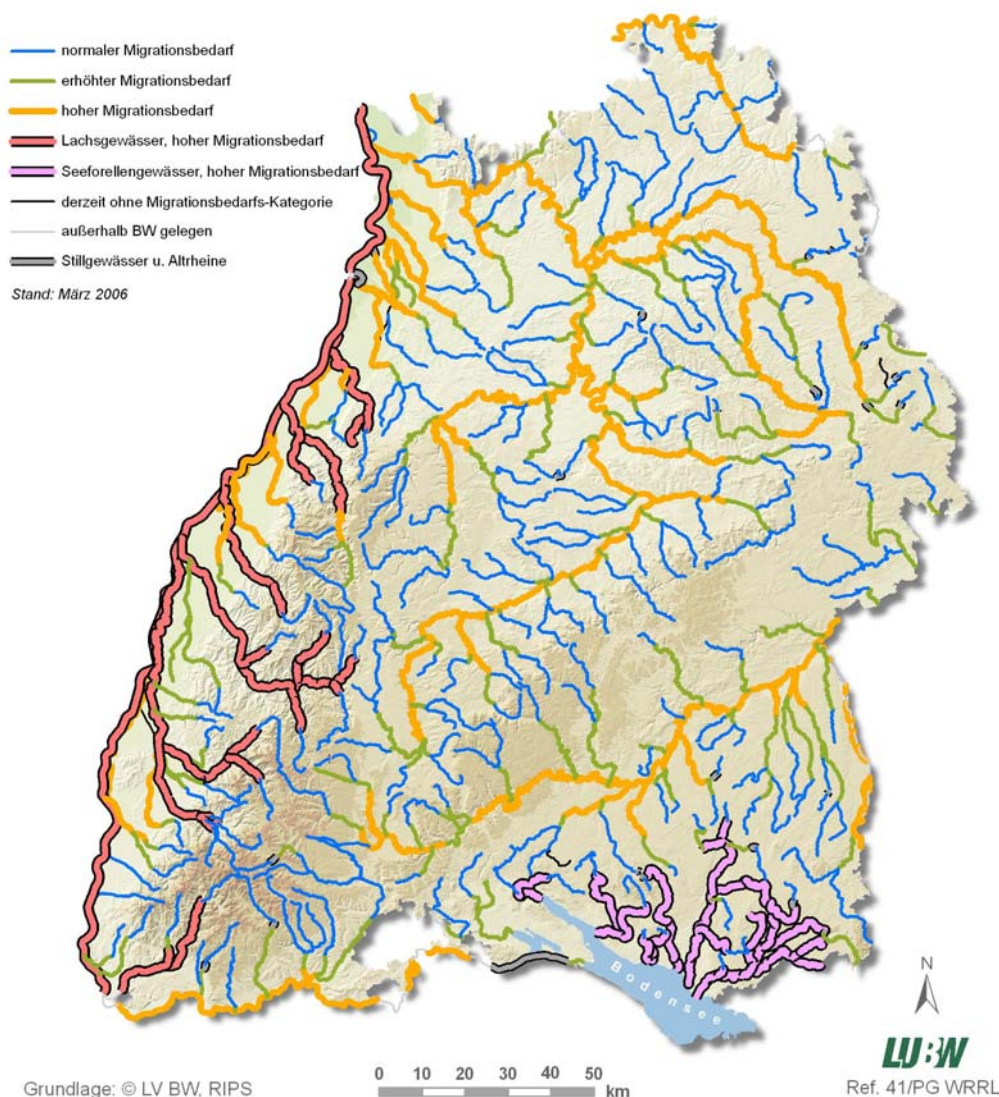 normaler Migrationsbedarf
erhöhter Migrationsbedarf
hoher Migrationsbedarf
Lachsgewässer, hoher Migrationsbedarf
Seeforellengewässer, hoher Migrationsbedarf
derzeit ohne Migrationsbedarfs-Kategorie
außerhalb BW gelegen
Stillgewässer u. Altrheine
Stand: März 2006
Bodensee
N
LUBW
Grundlage: © LV BW, RIPS
0 10 20 30 40 50
km
Ref. 41/PG WRRL